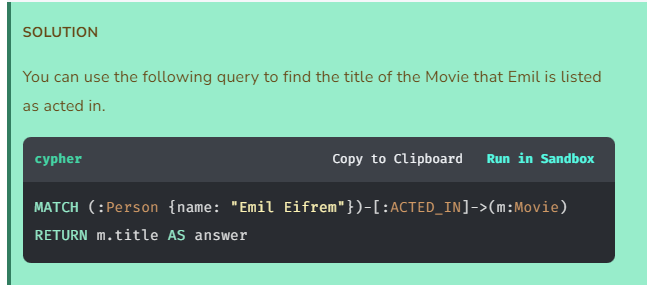 SOLUTION
You can use the following query to find the title of the Movie that Emil is listed
as acted in.
cypher Copy to Clipboard Run in Sandbox
MATCH (:Person {name: "Emil Eifrem"})-[:ACTED_IN]->(m:Movie)
RETURN m.title AS answer